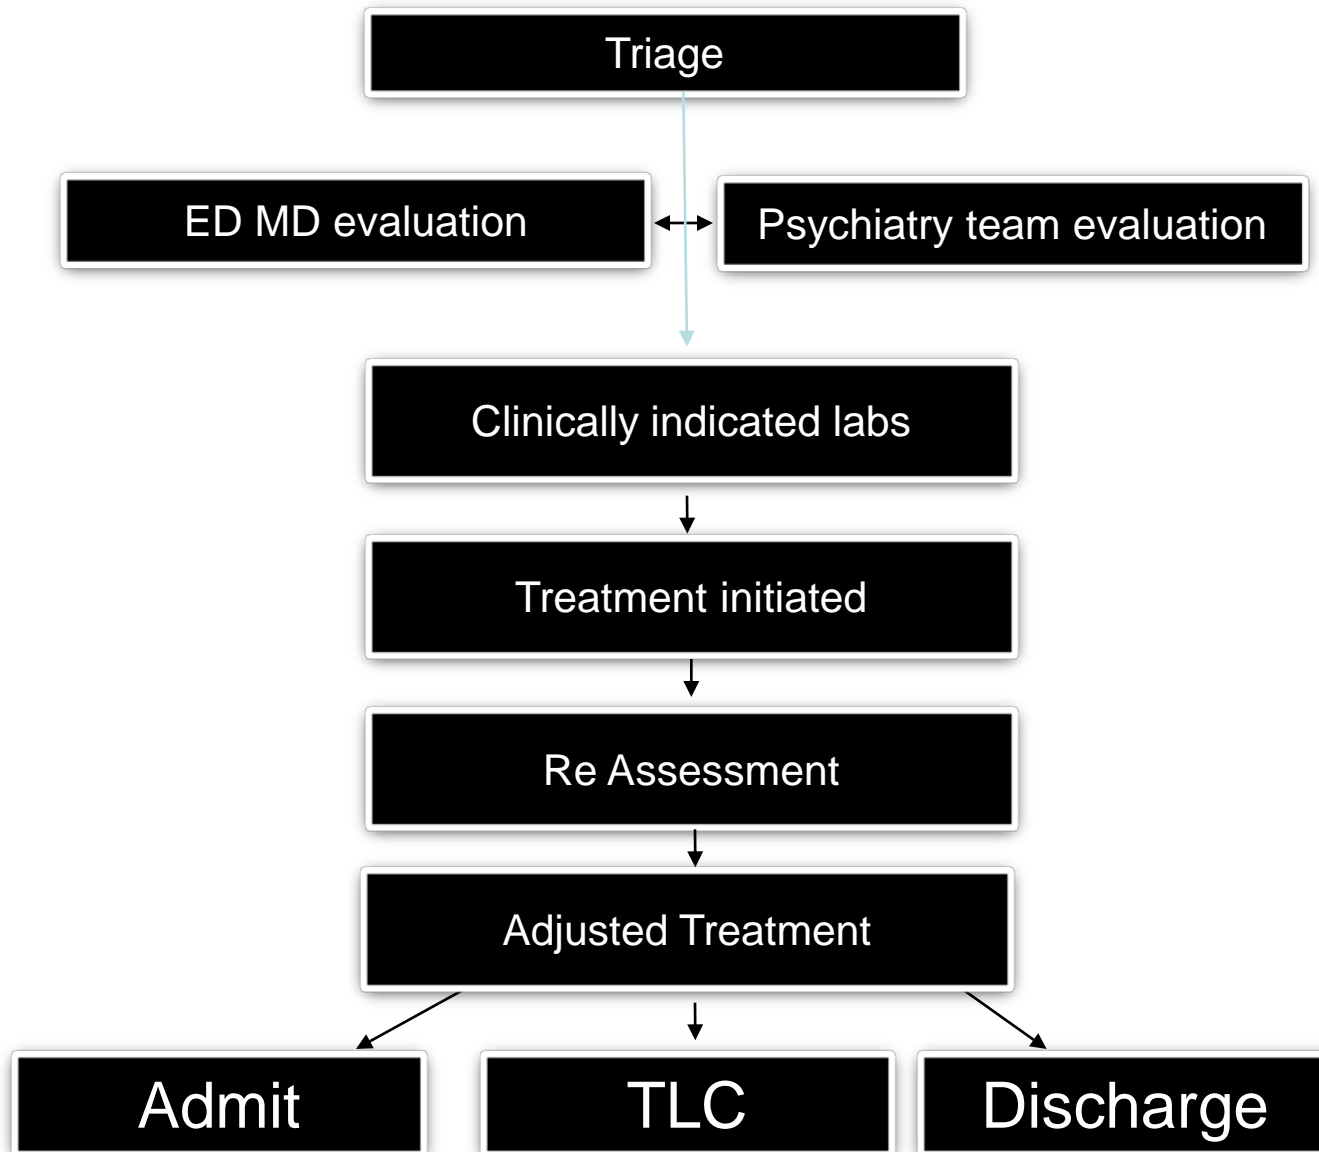 Triage
ED MD evaluation
Psychiatry team evaluation
Clinically indicated labs
Treatment initiated
Re Assessment
Adjusted Treatment
Admit
TLC
Discharge